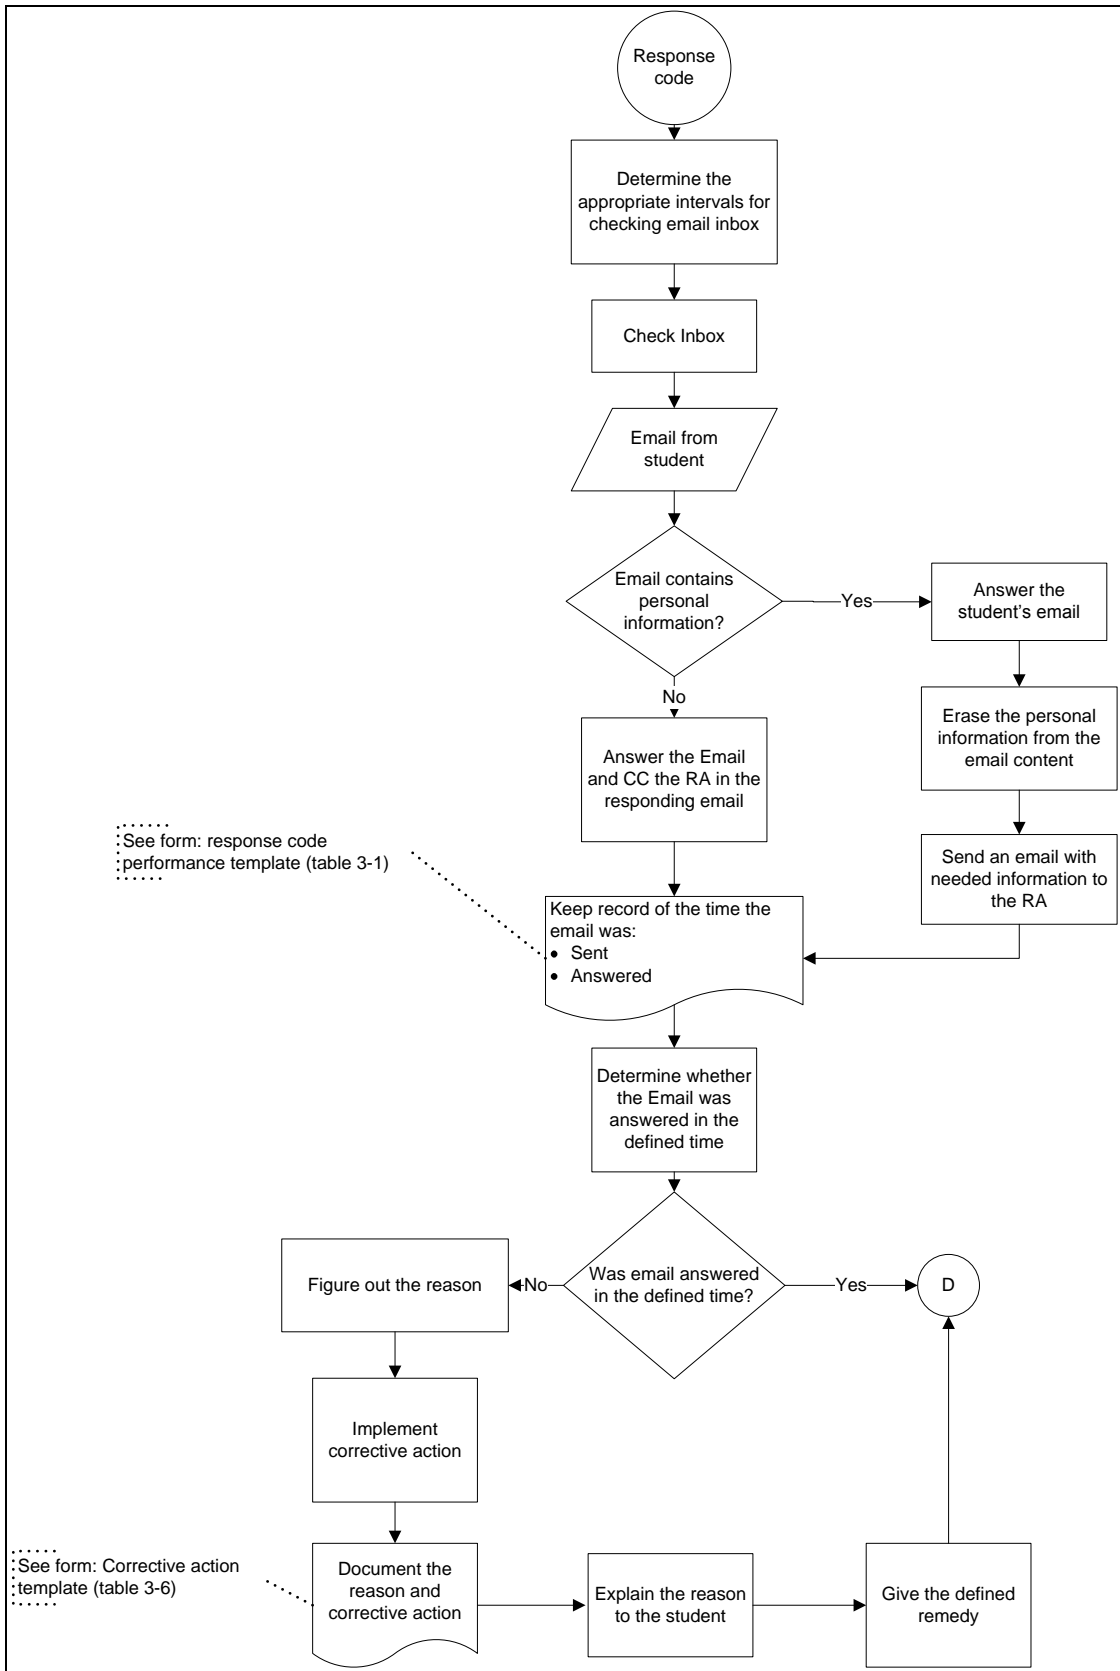 Response
code
Determine the
appropriate intervals for
checking email inbox
Check Inbox
Email from
student
Email contains
personal
information?
Yes
Answer the
student’s email
No
Erase the personal
information from the
email content
Answer the Email
and CC the RA in the
responding email
See form: response code
performance template (table 3-1)
Send an email with
needed information to
the RA
Keep record of the time the
email was:
• Sent
• Answered
Determine whether
the Email was
answered in the
defined time
Figure out the reason
No
Was email answered
in the defined time?
Yes
D
Implement
corrective action
See form: Corrective action
template (table 3-6)
Document the
reason and
corrective action
Explain the reason
to the student
Give the defined
remedy